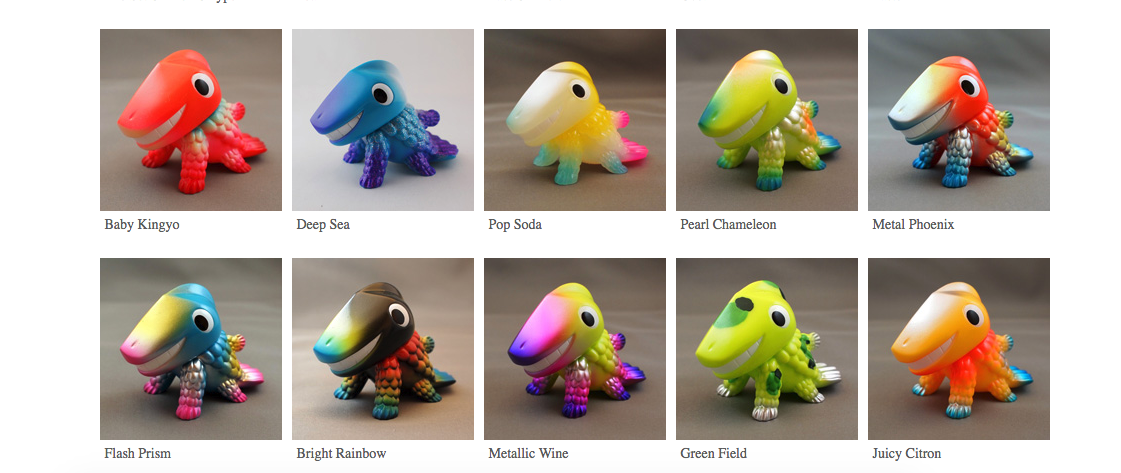 Baby Kingyo
Deep Sea
Pop Soda
Pearl Chameleon
Metal Phoenix
Flash Prism
Bright Rainbow
Metallic Wine
Green Field
Juicy Citron